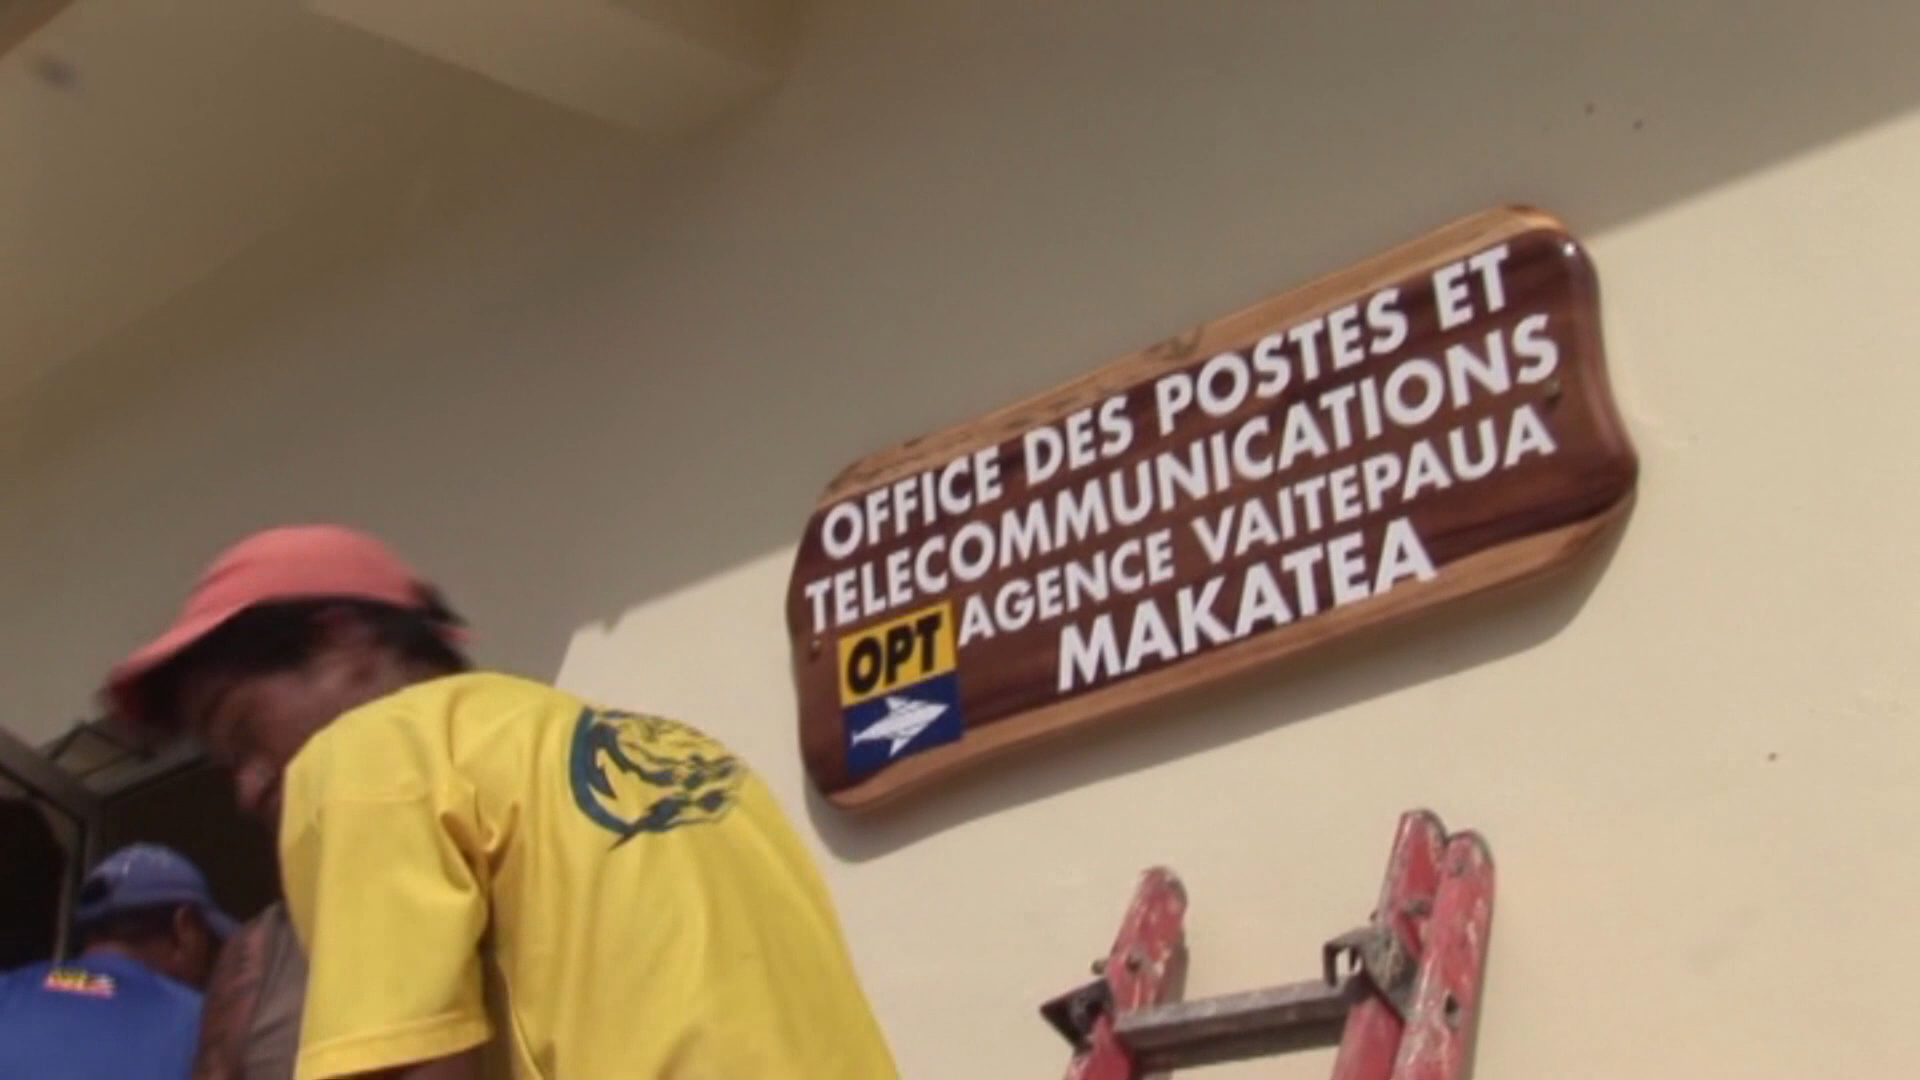 OFFICE DES POSTES ET
TELECOMMUNICATIONS
AGENCE VAITEPAUA
MAKATEA
OPT